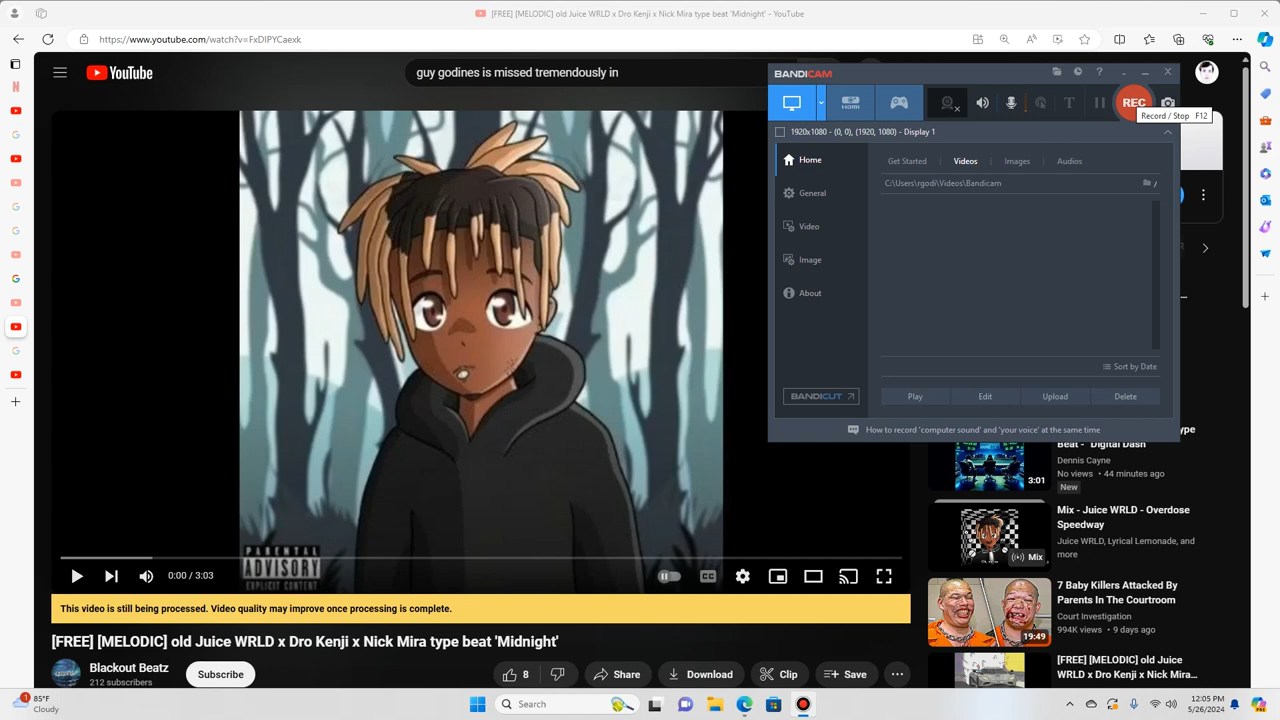 [FREE] [MELODIC] old Juice WRLD x Dro Kenji x Nick Mira type beat 'Midnight' - YouTube
https://www.youtube.com/watch?v=FxDIPYCaexk
YouTube
guy godines is missed tremendously in
BANDICAM
HDMI
REC
Record / Stop F12
1920x1080 - (0, 0), (1920, 1080) - Display 1
Home
Get Started
Videos
Images
Audios
C:\Users\rgodi\Videos\Bandicam
General
Video
Image
About
Sort by Date
BANDICUT
Play
Edit
Upload
Delete
How to record 'computer sound' and 'your voice' at the same time
Beat - "Digital Dash"
Dennis Cayne
No views • 44 minutes ago
New
3:01
Mix - Juice WRLD - Overdose
Speedway
Juice WRLD, Lyrical Lemonade, and
more
Mix
7 Baby Killers Attacked By
Parents In The Courtroom
Court Investigation
994K views • 9 days ago
19:49
[FREE] [MELODIC] old Juice
WRLD x Dro Kenji x Nick Mira...
PARENTAL
ADVISORY
EXPLICIT CONTENT
0:00 / 3:03
CC
This video is still being processed. Video quality may improve once processing is complete.
[FREE] [MELODIC] old Juice WRLD x Dro Kenji x Nick Mira type beat 'Midnight'
Blackout Beatz
212 subscribers
Subscribe
8
Share
Download
Clip
Save
1
85°F
Cloudy
Search
12:05 PM
5/26/2024